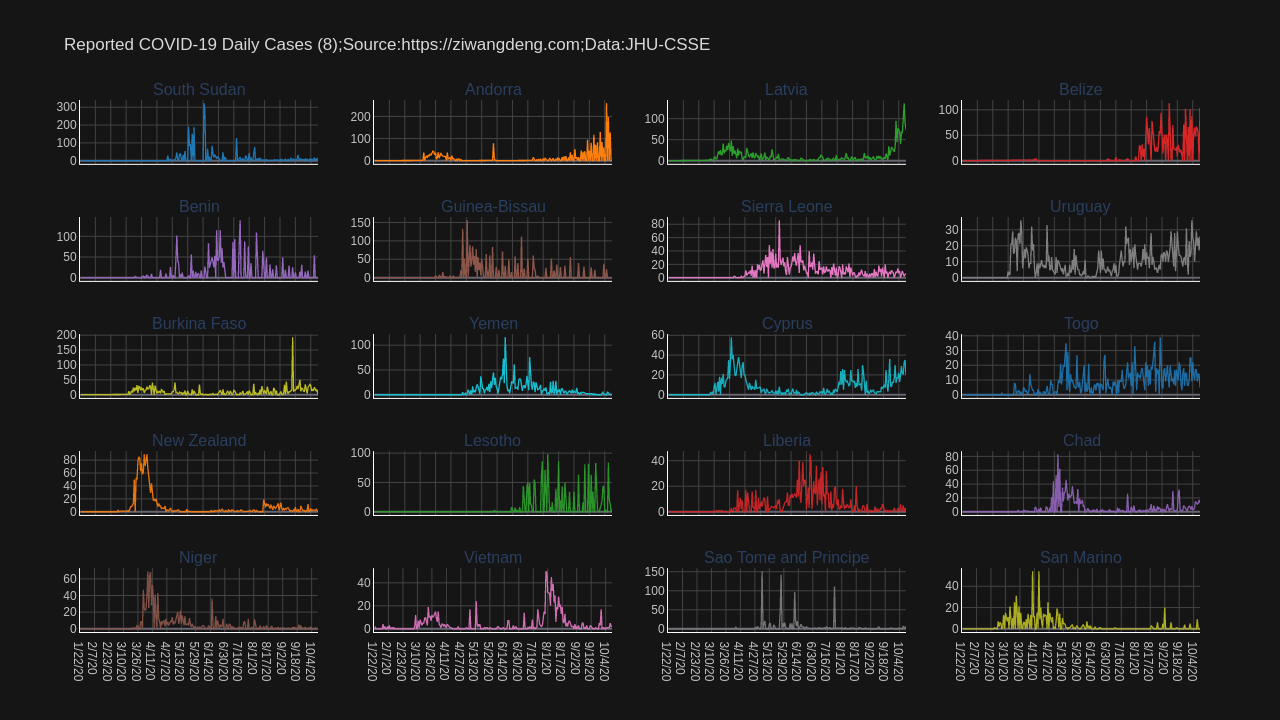 Reported COVID-19 Daily Cases (8);Source:https://ziwangdeng.com;Data:JHU-CSSE
South Sudan Andorra Latvia Belize
300 200 100 0
200 100 0
100 50 0
100 50 0
Benin Guinea-Bissau Sierra Leone Uruguay
100 50 0
150 100 50 0
80 60 40 20 0
30 20 10 0
Burkina Faso Yemen Cyprus Togo
200 150 100 50 0
100 50 0
60 40 20 0
40 30 20 10 0
New Zealand Lesotho Liberia Chad
80 60 40 20 0
100 50 0
40 20 0
80 60 40 20 0
Niger Vietnam Sao Tome and Principe San Marino
60 40 20 0
40 20 0
150 100 50 0
40 20 0
1/22/20 2/7/20 2/23/20 3/10/20 3/26/20 4/11/20 4/27/20 5/13/20 5/29/20 6/14/20 6/30/20 7/16/20 8/1/20 8/17/20 9/2/20 9/18/20 10/4/20
1/22/20 2/7/20 2/23/20 3/10/20 3/26/20 4/11/20 4/27/20 5/13/20 5/29/20 6/14/20 6/30/20 7/16/20 8/1/20 8/17/20 9/2/20 9/18/20 10/4/20
1/22/20 2/7/20 2/23/20 3/10/20 3/26/20 4/11/20 4/27/20 5/13/20 5/29/20 6/14/20 6/30/20 7/16/20 8/1/20 8/17/20 9/2/20 9/18/20 10/4/20
1/22/20 2/7/20 2/23/20 3/10/20 3/26/20 4/11/20 4/27/20 5/13/20 5/29/20 6/14/20 6/30/20 7/16/20 8/1/20 8/17/20 9/2/20 9/18/20 10/4/20